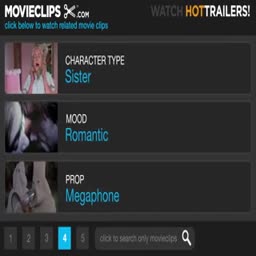 MOVIECLIPS .COM
WATCH HOTTRAILERS!
click below to watch related movie clips
CHARACTER TYPE
Sister
MOOD
Romantic
PROP
Megaphone
1 2 3 4 5 click to search only movieclips